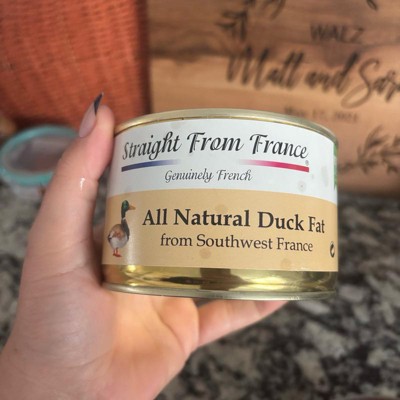 WALZ
Matt and Sara
Straight From France
Genuinely French
All Natural Duck Fat
from Southwest France